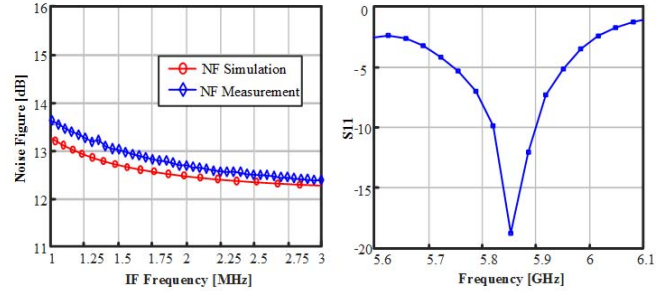 16
15
14
13
12
11
Noise Figure [dB]
NF Simulation
NF Measurement
1 1.25 1.5 1.75 2 2.25 2.5 2.75 3
IF Frequency [MHz]
0
-5
-10
-15
-20
S11
5.6 5.7 5.8 5.9 6 6.1
Frequency [GHz]